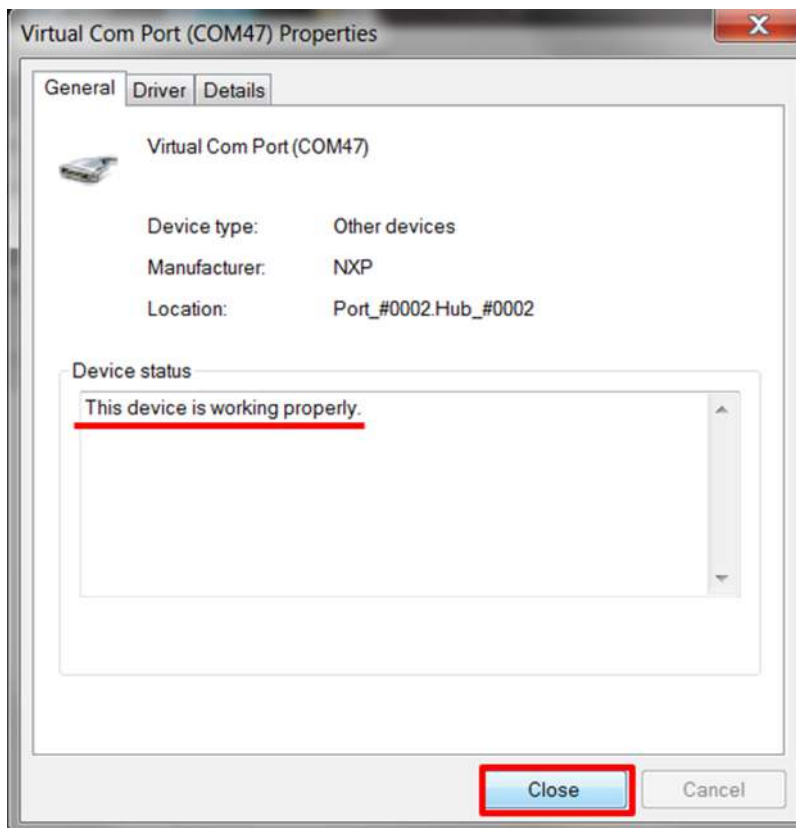 Virtual Com Port (COM47) Properties
General Driver Details
Virtual Com Port (COM47)
Device type: Other devices
Manufacturer: NXP
Location: Port_#0002.Hub_#0002
Device status
This device is working properly.
Close Cancel